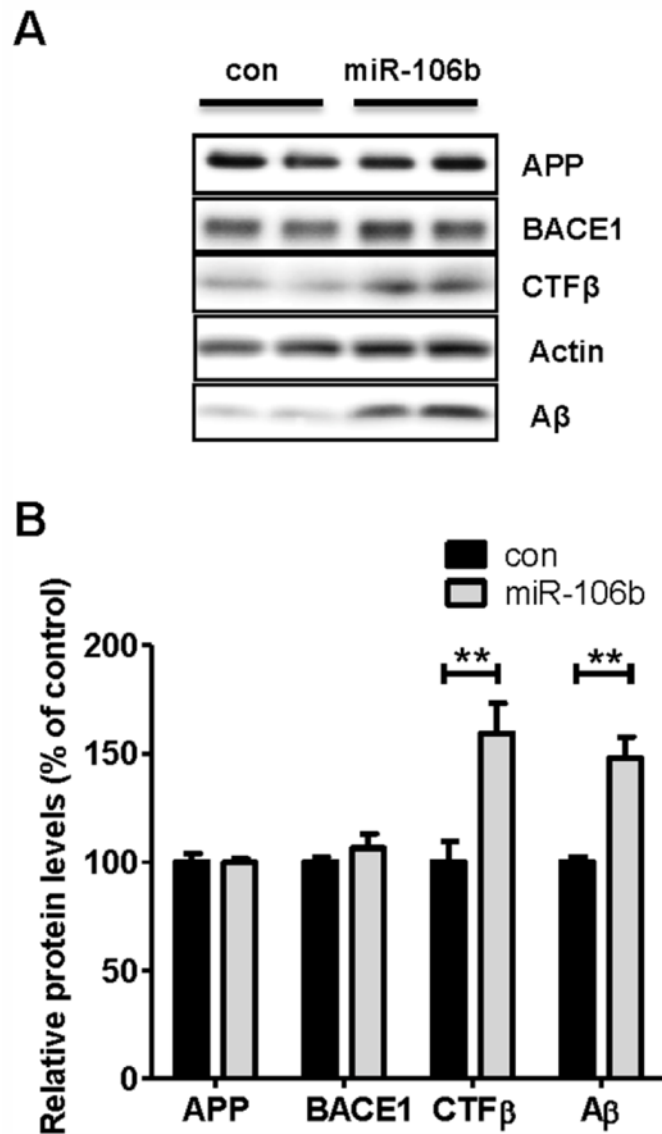 A
con miR-106b
APP
BACE1
CTFβ
Actin
Aβ
B
con
miR-106b
Relative protein levels (% of control)
200
150
100
50
0
** **
APP BACE1 CTFβ Aβ